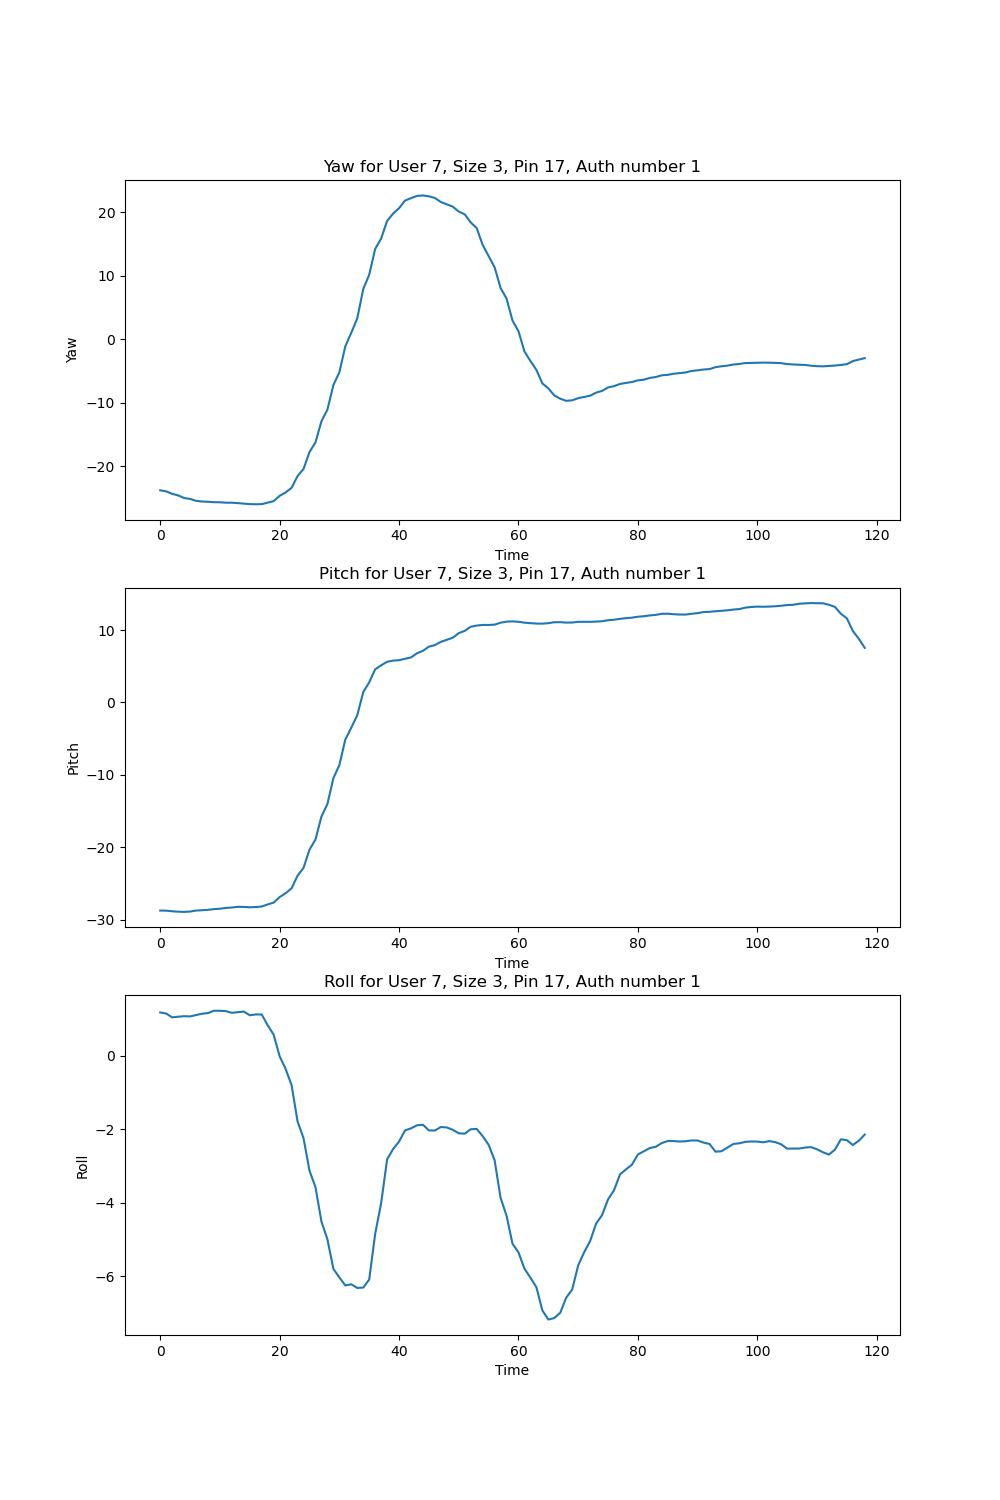 Yaw for User 7, Size 3, Pin 17, Auth number 1
20
10
0
−10
−20
Yaw
0 20 40 60 80 100 120
Time
Pitch for User 7, Size 3, Pin 17, Auth number 1
10
0
−10
−20
−30
Pitch
0 20 40 60 80 100 120
Time
Roll for User 7, Size 3, Pin 17, Auth number 1
0
−2
−4
−6
Roll
0 20 40 60 80 100 120
Time